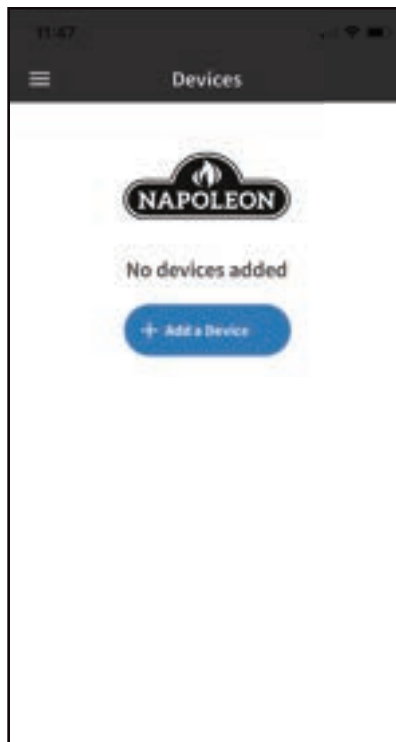 11:47
Devices
NAPOLEON
No devices added
+ Add a Device